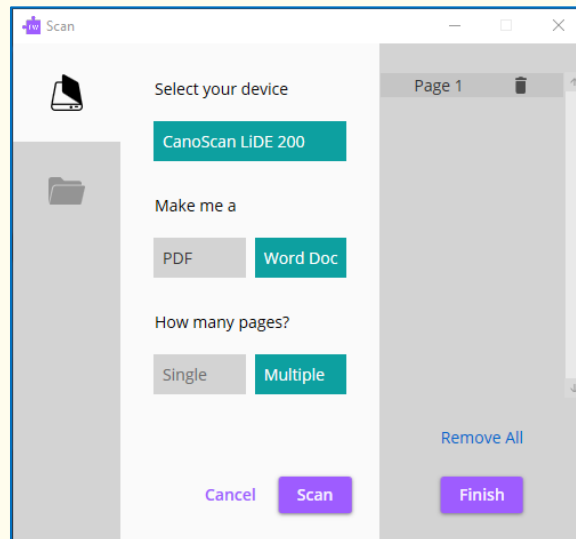 rw Scan
Select your device
CanoScan LiDE 200
Make me a
PDF Word Doc
How many pages?
Single Multiple
Cancel Scan
Page 1
Remove All
Finish